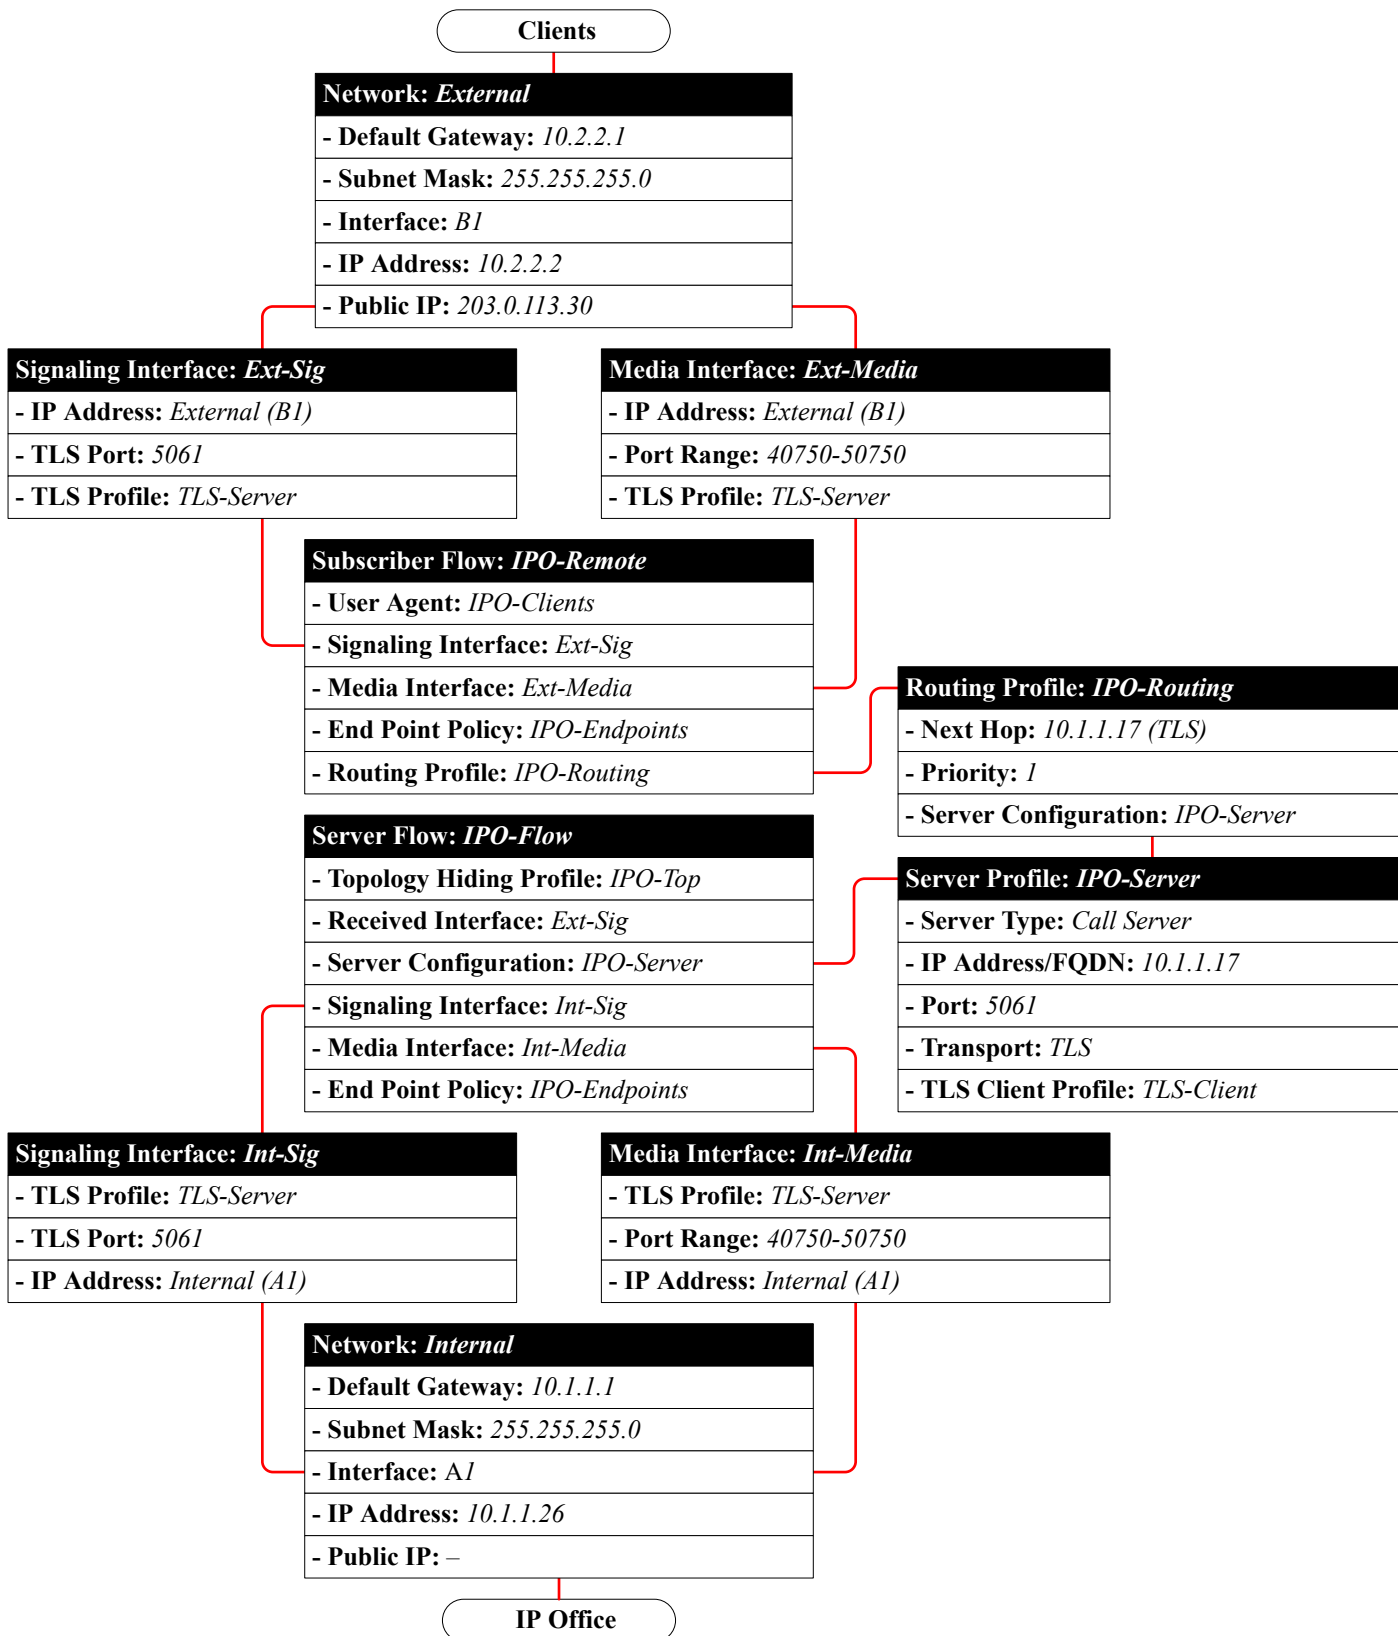 Clients
Network: External
- Default Gateway: 10.2.2.1
- Subnet Mask: 255.255.255.0
- Interface: B1
- IP Address: 10.2.2.2
- Public IP: 203.0.113.30
Signaling Interface: Ext-Sig
- IP Address: External (B1)
- TLS Port: 5061
- TLS Profile: TLS-Server
Media Interface: Ext-Media
- IP Address: External (B1)
- Port Range: 40750-50750
- TLS Profile: TLS-Server
Subscriber Flow: IPO-Remote
- User Agent: IPO-Clients
- Signaling Interface: Ext-Sig
- Media Interface: Ext-Media
- End Point Policy: IPO-Endpoints
- Routing Profile: IPO-Routing
Routing Profile: IPO-Routing
- Next Hop: 10.1.1.17 (TLS)
- Priority: 1
- Server Configuration: IPO-Server
Server Flow: IPO-Flow
- Topology Hiding Profile: IPO-Top
- Received Interface: Ext-Sig
- Server Configuration: IPO-Server
- Signaling Interface: Int-Sig
- Media Interface: Int-Media
- End Point Policy: IPO-Endpoints
Server Profile: IPO-Server
- Server Type: Call Server
- IP Address/FQDN: 10.1.1.17
- Port: 5061
- Transport: TLS
- TLS Client Profile: TLS-Client
Signaling Interface: Int-Sig
- TLS Profile: TLS-Server
- TLS Port: 5061
- IP Address: Internal (A1)
Media Interface: Int-Media
- TLS Profile: TLS-Server
- Port Range: 40750-50750
- IP Address: Internal (A1)
Network: Internal
- Default Gateway: 10.1.1.1
- Subnet Mask: 255.255.255.0
- Interface: A1
- IP Address: 10.1.1.26
- Public IP: –
IP Office